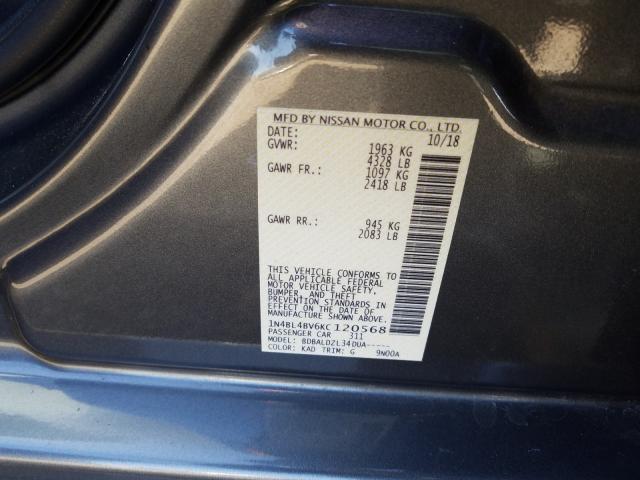 MFD BY NISSAN MOTOR CO., LTD.
DATE: 10/18
GVWR: 1963 KG
4328 LB
GAWR FR.: 1097 KG
2418 LB
GAWR RR.: 945 KG
2083 LB
THIS VEHICLE CONFORMS TO
ALL APPLICABLE FEDERAL
MOTOR VEHICLE SAFETY,
BUMPER, AND THEFT
PREVENTION STANDARDS IN
EFFECT ON THE DATE OF
MANUFACTURE SHOWN ABOVE.
1N4BL4BV6KC120568
PASSENGER CAR 311
MODEL: BDBALDZL34DUA-----
COLOR: KAD TRIM: G 9N00A